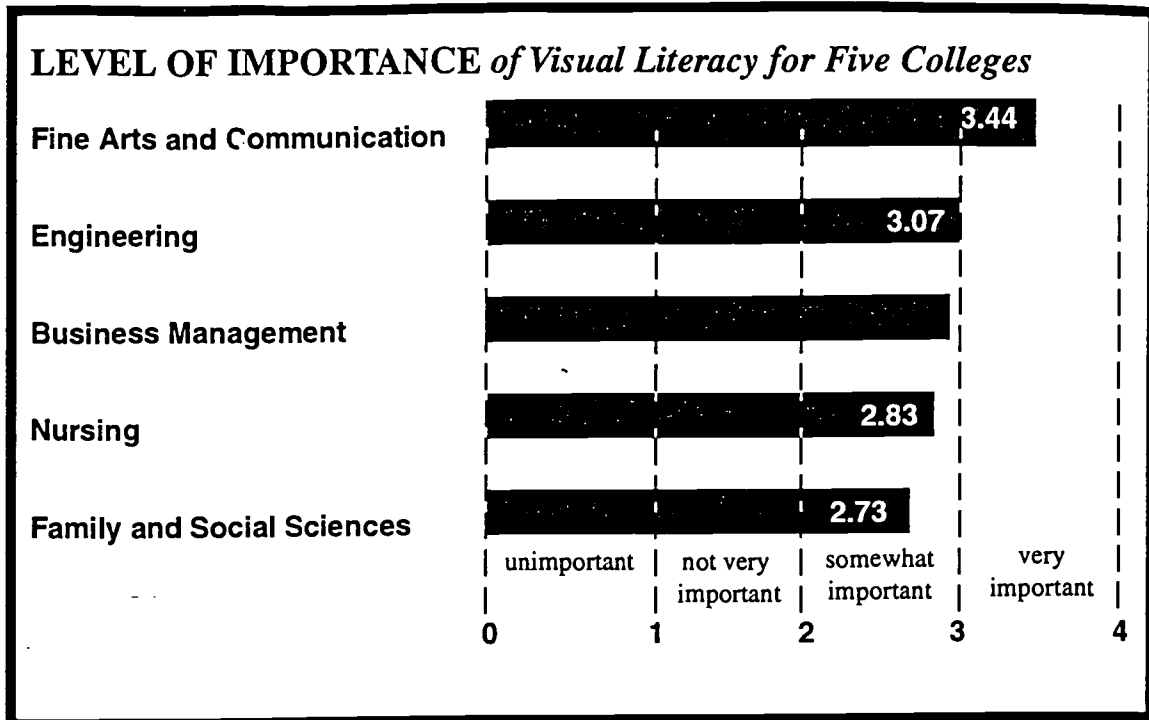 LEVEL OF IMPORTANCE of Visual Literacy for Five Colleges
Fine Arts and Communication
3.44
Engineering
3.07
Business Management
Nursing
2.83
Family and Social Sciences
2.73
unimportant
not very
important
somewhat
important
very
important
0 1 2 3 4